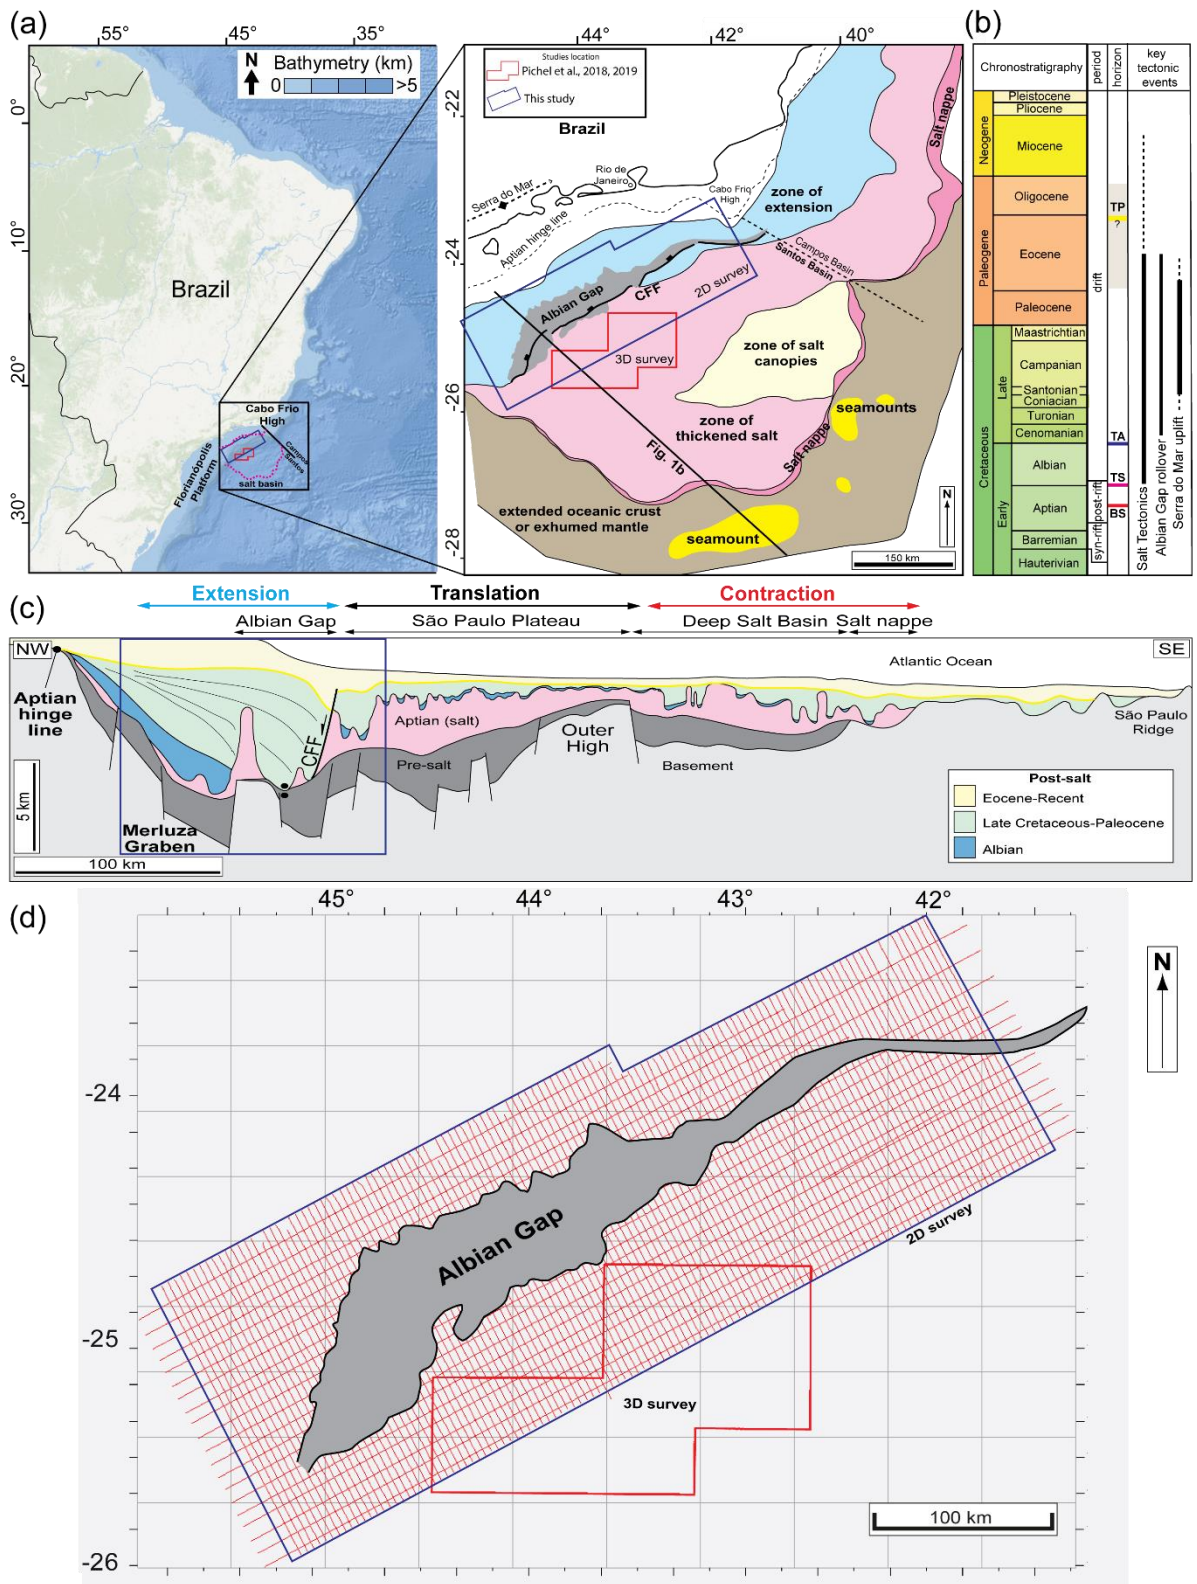 (a)
55°
45°
35°
N
Bathymetry (km)
0
>5
0°
10°
20°
30°
Brazil
Cabo Frio
High
Florianópolis
Platform
Campos
Santos
salt basin
44°
42°
40°
-22
-24
-26
-28
Studies location
Pichel et al., 2018, 2019
This study
Brazil
Salt nappe
Rio de
Janeiro
Serra do Mar
Cabo Frio
High
zone of
extension
Aptian hinge line
Campos Basin
Santos Basin
Albian Gap
CFF
2D survey
3D survey
zone of salt
canopies
seamounts
zone of
thickened salt
Salt nappe
Fig. 1b
extended oceanic crust
or exhumed mantle
seamount
N
150 km
(b)
Chronostratigraphy
period
horizon
key
tectonic
events
Neogene
Pleistocene
Pliocene
Miocene
Paleogene
Oligocene
Eocene
Paleocene
Cretaceous
Late
Maastrichtian
Campanian
Santonian
Coniacian
Turonian
Cenomanian
Early
Albian
Aptian
Barremian
Hauterivian
drift
post-rift
syn-rift
TP
?
TA
TS
BS
Salt Tectonics
Albian Gap rollover
Serra do Mar uplift
(c)
Extension
Translation
Contraction
Albian Gap
São Paulo Plateau
Deep Salt Basin
Salt nappe
NW
SE
Atlantic Ocean
Aptian
hinge
line
CFF
Aptian (salt)
Pre-salt
Outer
High
Basement
São Paulo
Ridge
Merluza
Graben
5 km
100 km
Post-salt
Eocene-Recent
Late Cretaceous-Paleocene
Albian
(d)
45°
44°
43°
42°
-24
-25
-26
N
Albian Gap
2D survey
3D survey
100 km